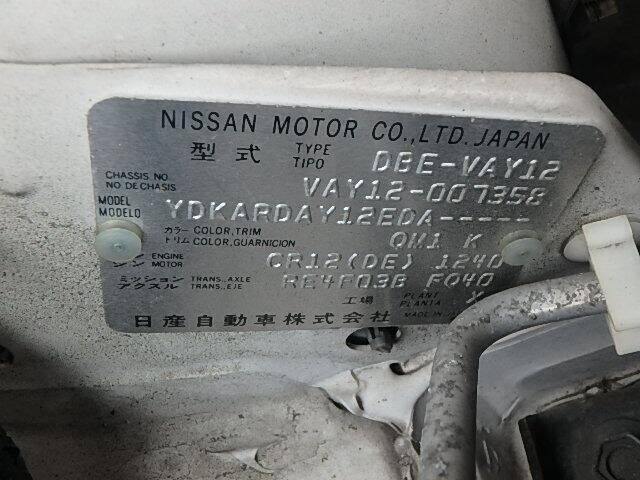 NISSAN MOTOR CO.,LTD.JAPAN
型式 TYPE TIPO DBE-VAY12
CHASSIS NO NO DE CHASIS VAY12-007358
MODEL MODELO YDKARDAY12EDA-----
カラー COLOR,TRIM
トリム COLOR,GUARNICION QM1 K
ENGINE MOTOR CR12(DE) 1240
ミッション TRANS.,AXLE
アクスル TRANS.,EJE RE4F03B FQ40
工場 PLANT PLANTA X
日産自動車株式会社 MADE IN